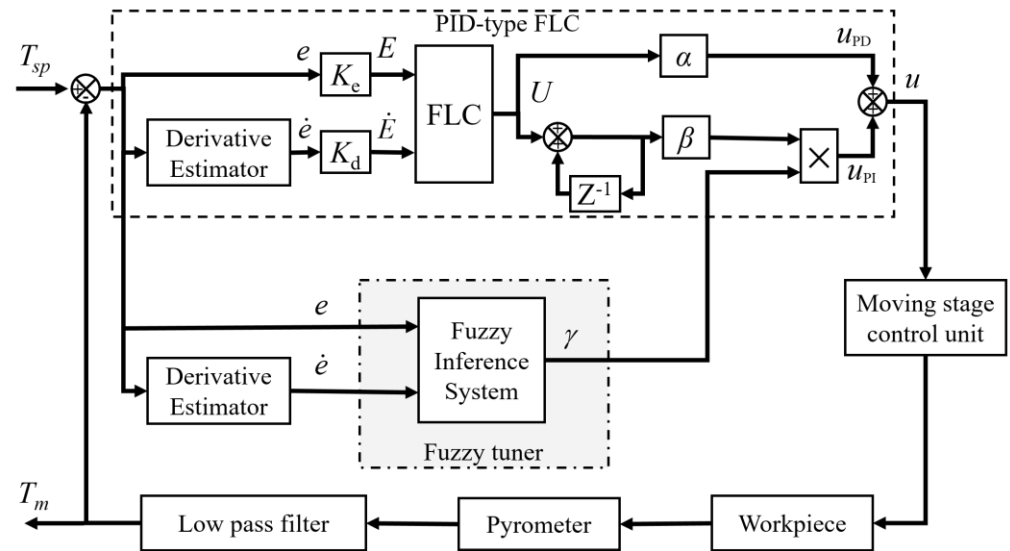 PID-type FLC
T_sp
-
e
K_e
E
FLC
U
α
u_PD
u
Derivative
Estimator
ė
K_d
Ė
Z⁻¹
β
×
u_PI
Moving stage
control unit
e
Fuzzy
Inference
System
γ
Derivative
Estimator
ė
Fuzzy tuner
T_m
Low pass filter
Pyrometer
Workpiece